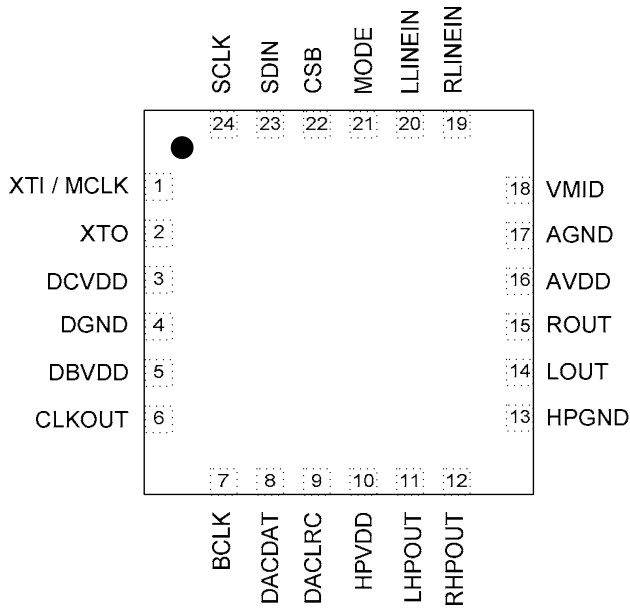 SCLK SDIN CSB MODE LLINEIN RLINEIN
24 23 22 21 20 19
XTI / MCLK 1 18 VMID
XTO 2 17 AGND
DCVDD 3 16 AVDD
DGND 4 15 ROUT
DBVDD 5 14 LOUT
CLKOUT 6 13 HPGND
7 8 9 10 11 12
BCLK DACDAT DACLRC HPVDD LHPOUT RHPOUT